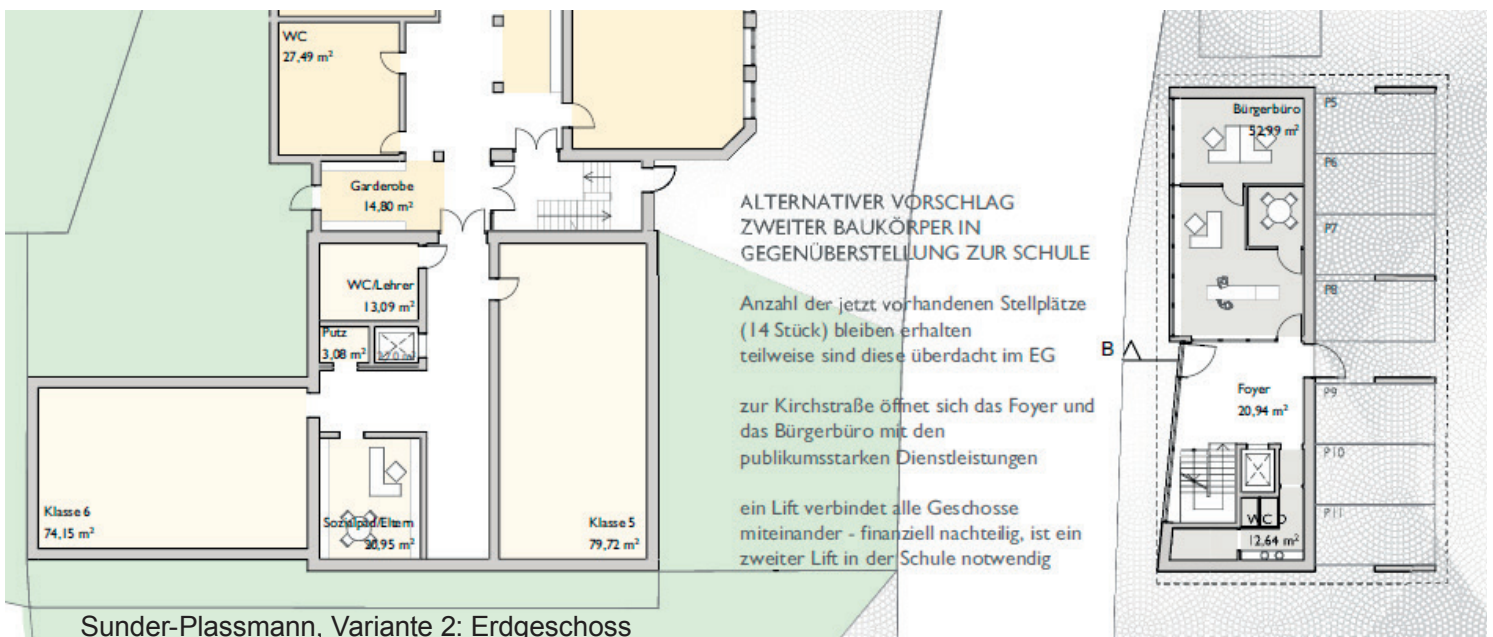 WC
27,49 m²
Garderobe
14,80 m²
WC/Lehrer
13,09 m²
Putz
3,08 m²
Klasse 6
74,15 m²
Sozialpäd/Eltern
20,95 m²
Klasse 5
79,72 m²
ALTERNATIVER VORSCHLAG
ZWEITER BAUKÖRPER IN
GEGENÜBERSTELLUNG ZUR SCHULE
Anzahl der jetzt vorhandenen Stellplätze
(14 Stück) bleiben erhalten
teilweise sind diese überdacht im EG
zur Kirchstraße öffnet sich das Foyer und
das Bürgerbüro mit den
publikumsstarken Dienstleistungen
ein Lift verbindet alle Geschosse
miteinander - finanziell nachteilig, ist ein
zweiter Lift in der Schule notwendig
B
Bürgerbüro
52,99 m²
Foyer
20,94 m²
WC D
12,64 m²
P5
P6
P7
P8
P9
P10
P11
Sunder-Plassmann, Variante 2: Erdgeschoss